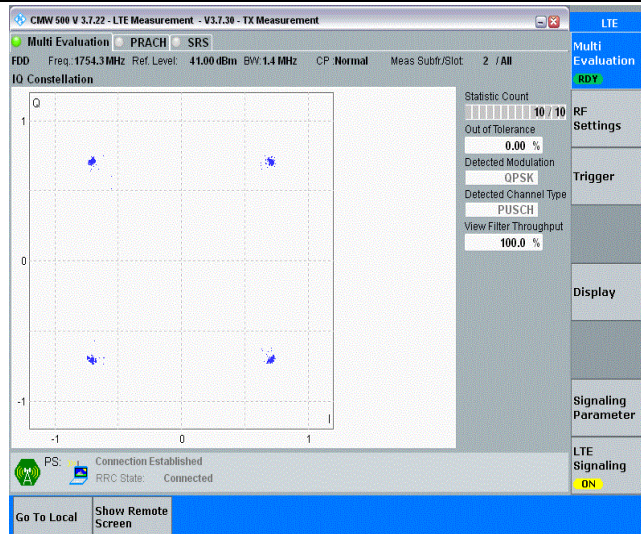 CMW 500 V 3.7.22 - LTE Measurement - V3.7.30 - TX Measurement
LTE
Multi Evaluation PRACH SRS
Multi
Evaluation
RDY
FDD Freq.:1754.3 MHz Ref. Level: 41.00 dBm BW:1.4 MHz CP :Normal Meas Subfr/Slot: 2 / All
IQ Constellation
Q
1
0
-1
I
-1 0 1
Statistic Count
10 / 10
Out of Tolerance
0.00 %
Detected Modulation
QPSK
Detected Channel Type
PUSCH
View Filter Throughput
100.0 %
RF
Settings
Trigger
Display
Signaling
Parameter
LTE
Signaling
ON
PS: Connection Established
RRC State: Connected
Go To Local
Show Remote
Screen